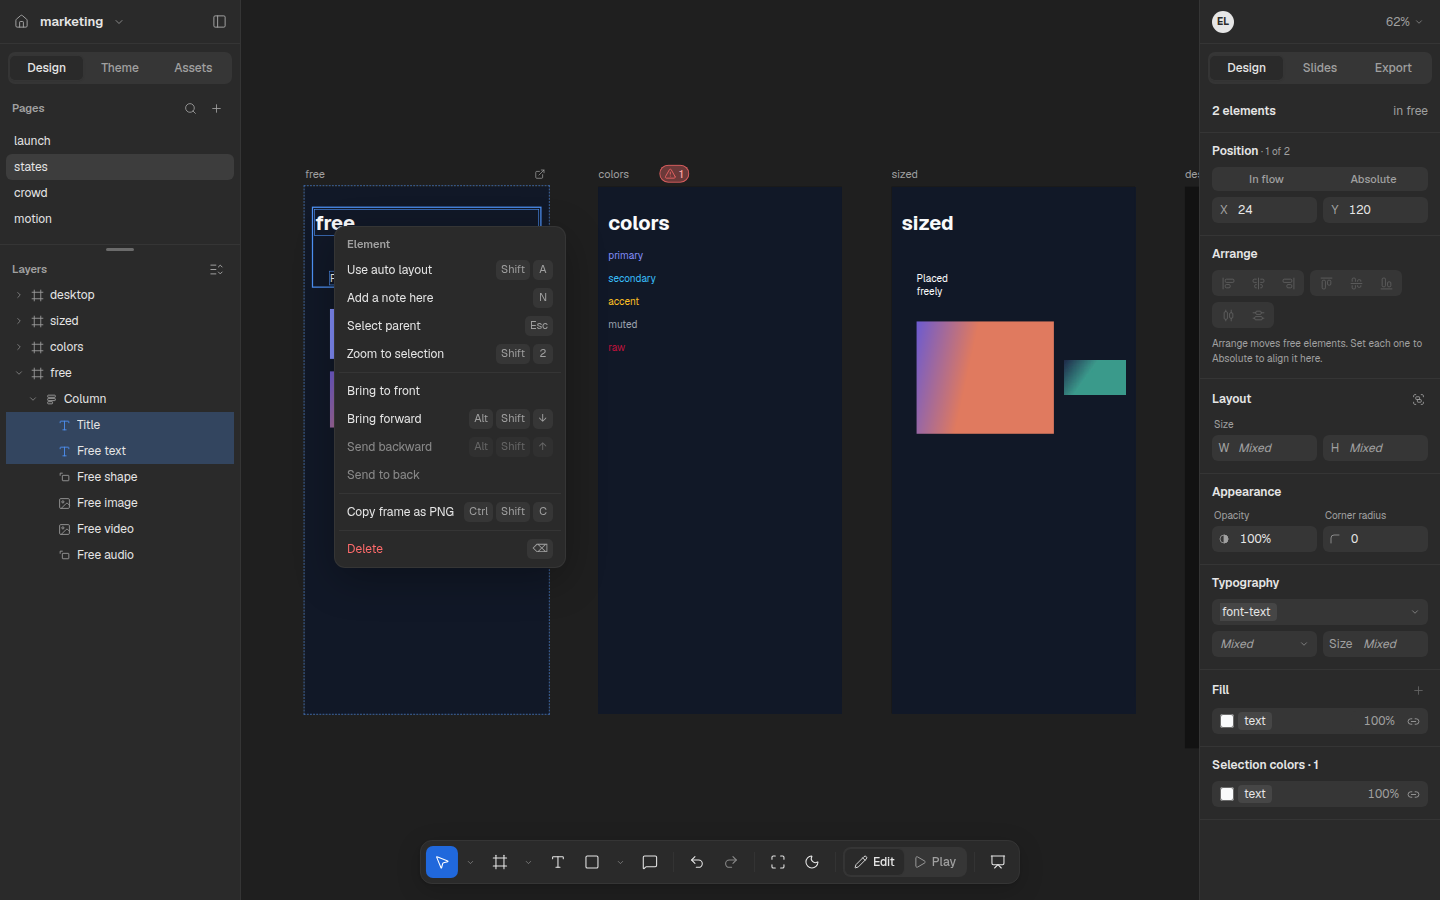 marketing
Design
Theme
Assets
Pages
launch
states
crowd
motion
Layers
desktop
sized
colors
free
Column
Title
Free text
Free shape
Free image
Free video
Free audio
free
free
Element
Use auto layout Shift A
Add a note here N
Select parent Esc
Zoom to selection Shift 2
Bring to front
Bring forward Alt Shift ↓
Send backward Alt Shift ↑
Send to back
Copy frame as PNG Ctrl Shift C
Delete ⌫
colors
1
colors
primary
secondary
accent
muted
raw
sized
sized
Placed
freely
Edit
Play
EL
62%
Design
Slides
Export
2 elements in free
Position · 1 of 2
In flow
Absolute
X 24
Y 120
Arrange
Arrange moves free elements. Set each one to
Absolute to align it here.
Layout
Size
W Mixed
H Mixed
Appearance
Opacity
Corner radius
100%
0
Typography
font-text
Mixed
Size Mixed
Fill
text 100%
Selection colors · 1
text 100%